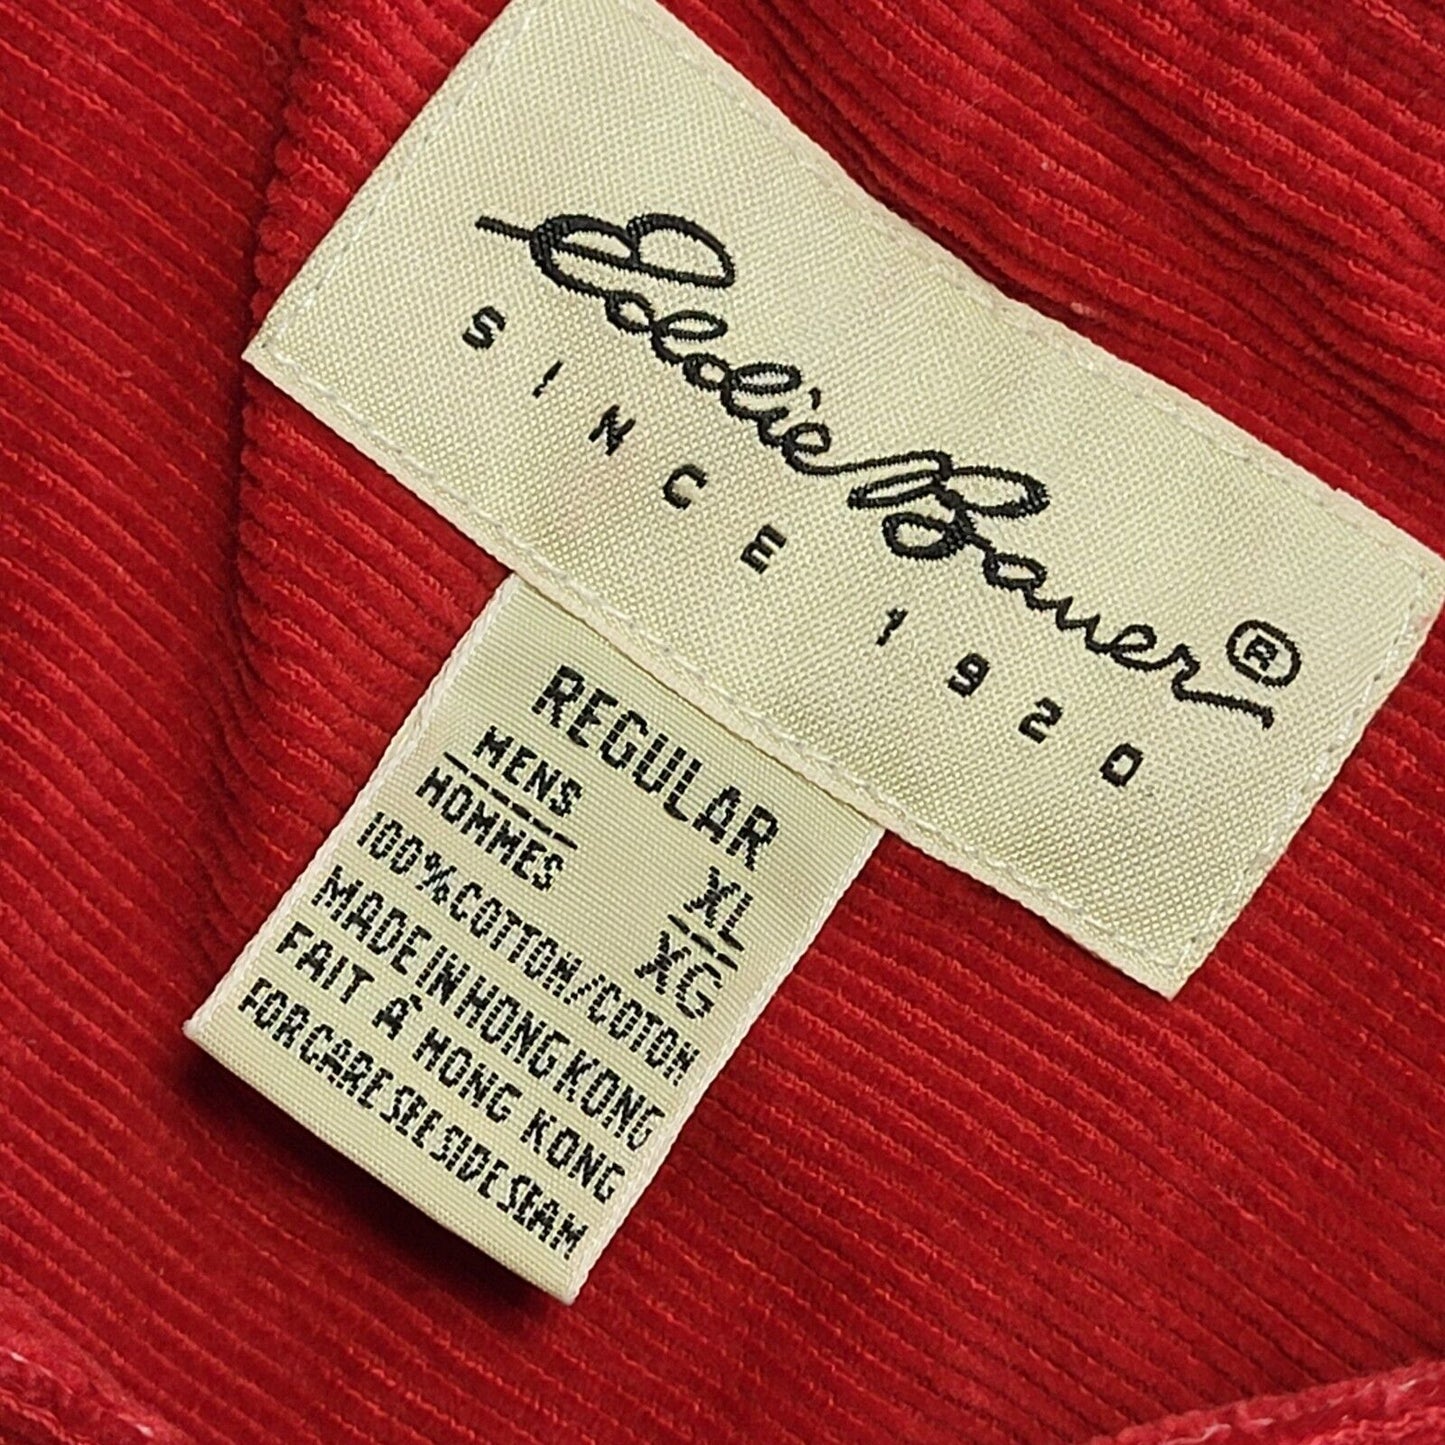 Eddie Bauer®
SINCE 1920
REGULAR
MENS XL
HOMMES XG
100%COTTON/COTON
MADE IN HONG KONG
FAIT À HONG KONG
FOR CARE SEE SIDE SEAM